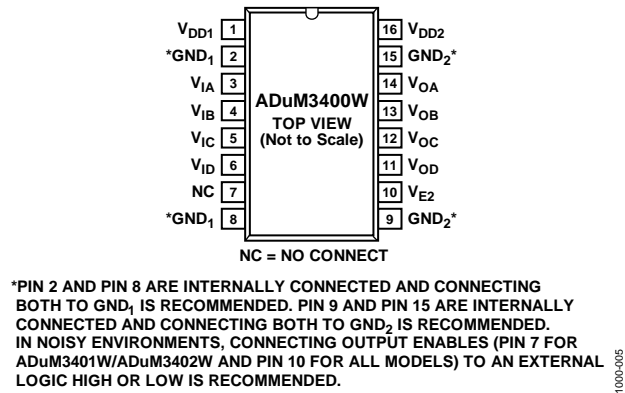 VDD1 1 16 VDD2
*GND1 2 15 GND2*
VIA 3 14 VOA
VIB 4 ADuM3400W 13 VOB
VIC 5 TOP VIEW 12 VOC
(Not to Scale)
VID 6 11 VOD
NC 7 10 VE2
*GND1 8 9 GND2*
NC = NO CONNECT
*PIN 2 AND PIN 8 ARE INTERNALLY CONNECTED AND CONNECTING
BOTH TO GND1 IS RECOMMENDED. PIN 9 AND PIN 15 ARE INTERNALLY
CONNECTED AND CONNECTING BOTH TO GND2 IS RECOMMENDED.
IN NOISY ENVIRONMENTS, CONNECTING OUTPUT ENABLES (PIN 7 FOR
ADuM3401W/ADuM3402W AND PIN 10 FOR ALL MODELS) TO AN EXTERNAL
LOGIC HIGH OR LOW IS RECOMMENDED.
1000-005